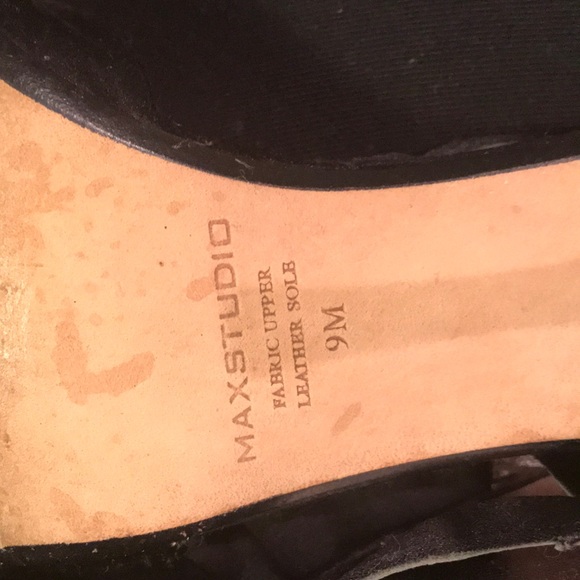 MAXSTUDIO
FABRIC UPPER
LEATHER SOLE
9M